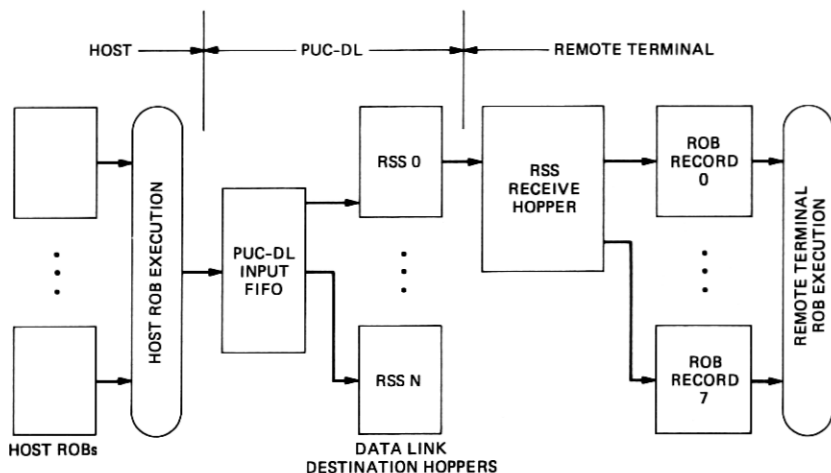 HOST
PUC-DL
REMOTE TERMINAL
HOST ROB EXECUTION
PUC-DL
INPUT
FIFO
RSS 0
RSS N
RSS
RECEIVE
HOPPER
ROB
RECORD
0
ROB
RECORD
7
REMOTE TERMINAL
ROB EXECUTION
HOST ROBs
DATA LINK
DESTINATION HOPPERS